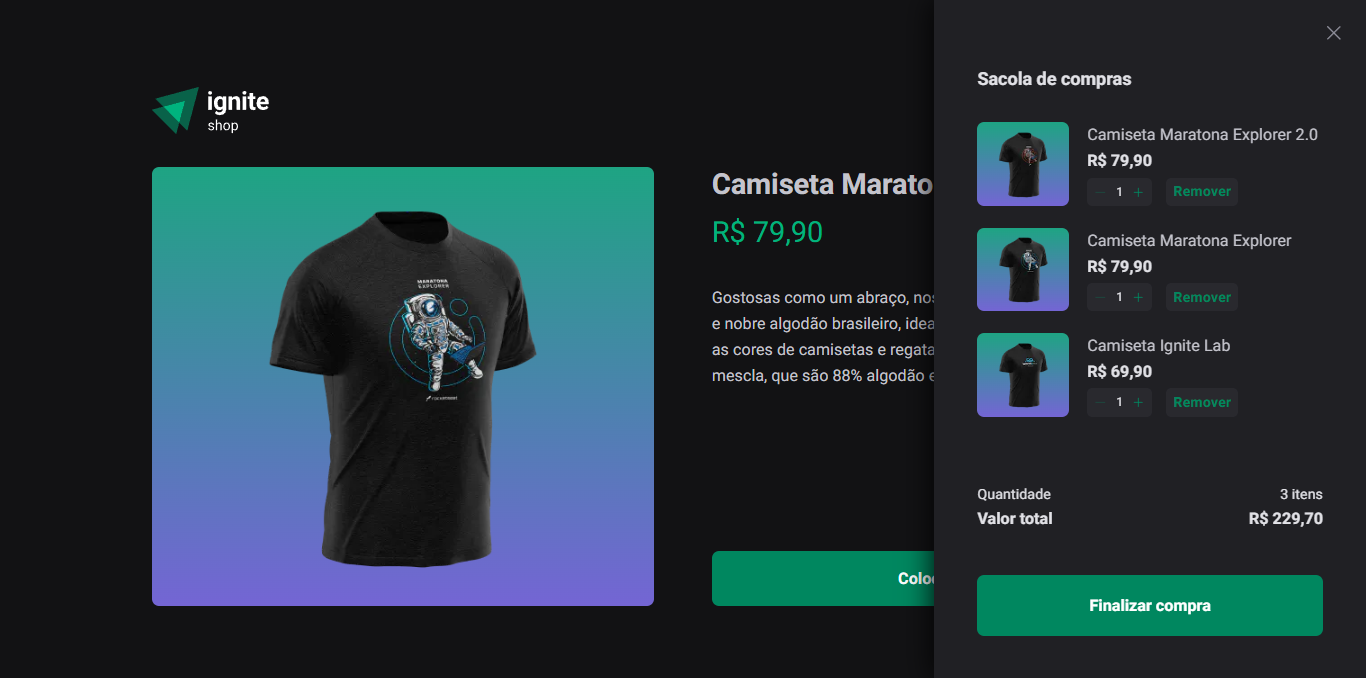 ignite
shop
MARATONA
EXPLORER
Camiseta Marato
R$ 79,90
Gostosas como um abraço, nos
e nobre algodão brasileiro, idea
as cores de camisetas e regata
mescla, que são 88% algodão e
Coloc
Sacola de compras
Camiseta Maratona Explorer 2.0
R$ 79,90
− 1 + Remover
Camiseta Maratona Explorer
R$ 79,90
− 1 + Remover
Camiseta Ignite Lab
R$ 69,90
− 1 + Remover
Quantidade 3 itens
Valor total R$ 229,70
Finalizar compra